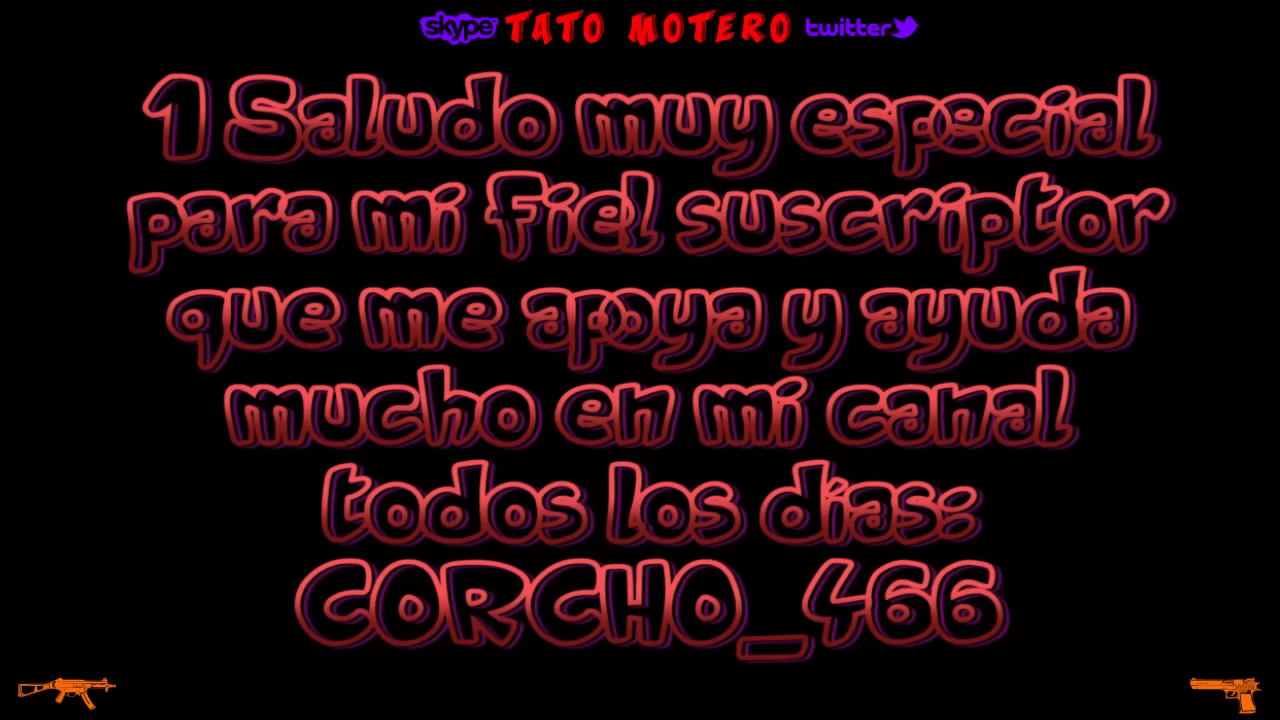 skype TATO MOTERO twitter
1 Saludo muy especial
para mi fiel suscriptor
que me apoya y ayuda
mucho en mi canal
todos los dias:
CORCHO_466